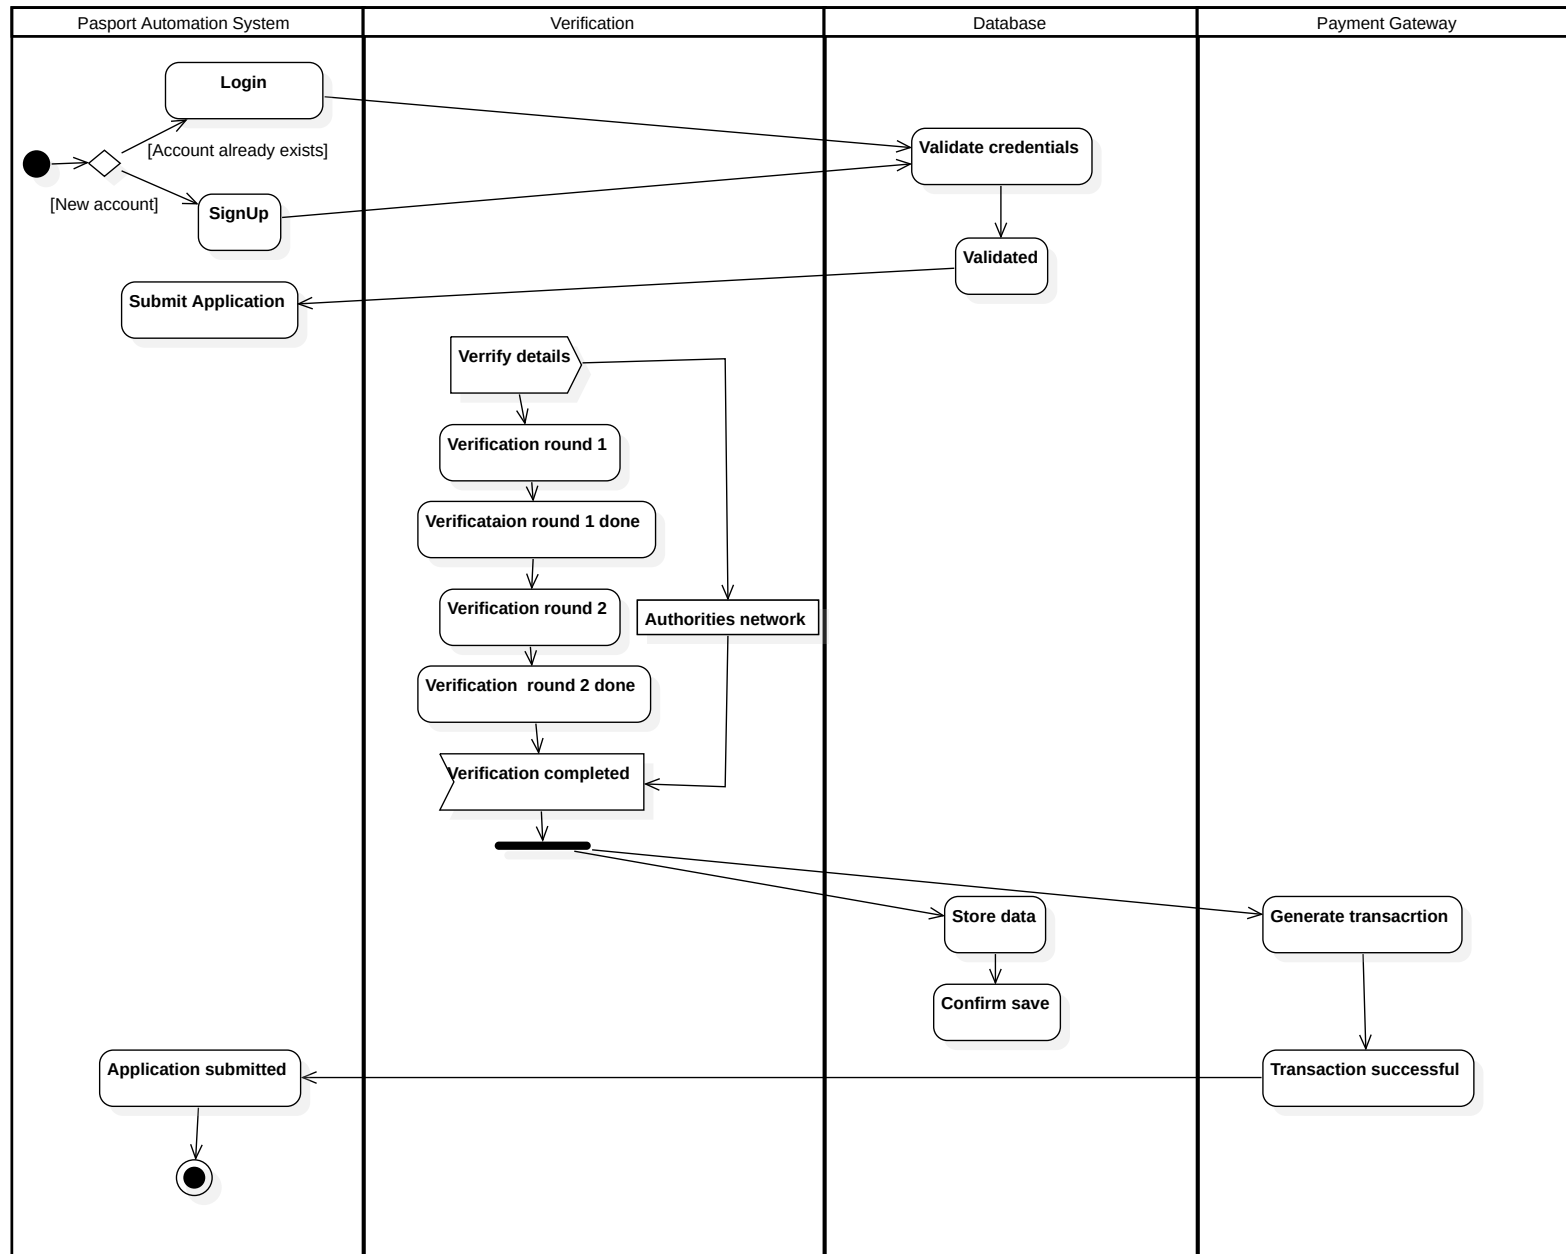 Pasport Automation System
Verification
Database
Payment Gateway
Login
[Account already exists]
Validate credentials
[New account]
SignUp
Validated
Submit Application
Verrify details
Verification round 1
Verificataion round 1 done
Verification round 2
Authorities network
Verification  round 2 done
Verification completed
Store data
Generate transacrtion
Confirm save
Application submitted
Transaction successful